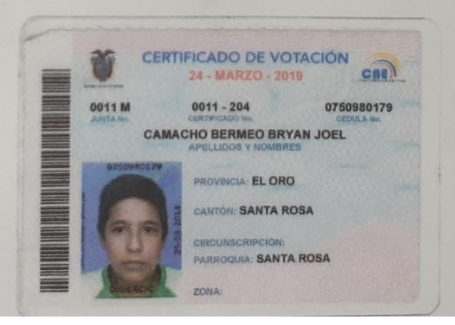 CERTIFICADO DE VOTACIÓN
24 - MARZO - 2019
CNE
0011 M
JUNTA No.
0011 - 204
CERTIFICADO No.
0750980179
CÉDULA No.
CAMACHO BERMEO BRYAN JOEL
APELLIDOS Y NOMBRES
0750980179
PROVINCIA: EL ORO
CANTÓN: SANTA ROSA
CIRCUNSCRIPCIÓN:
PARROQUIA: SANTA ROSA
ZONA: